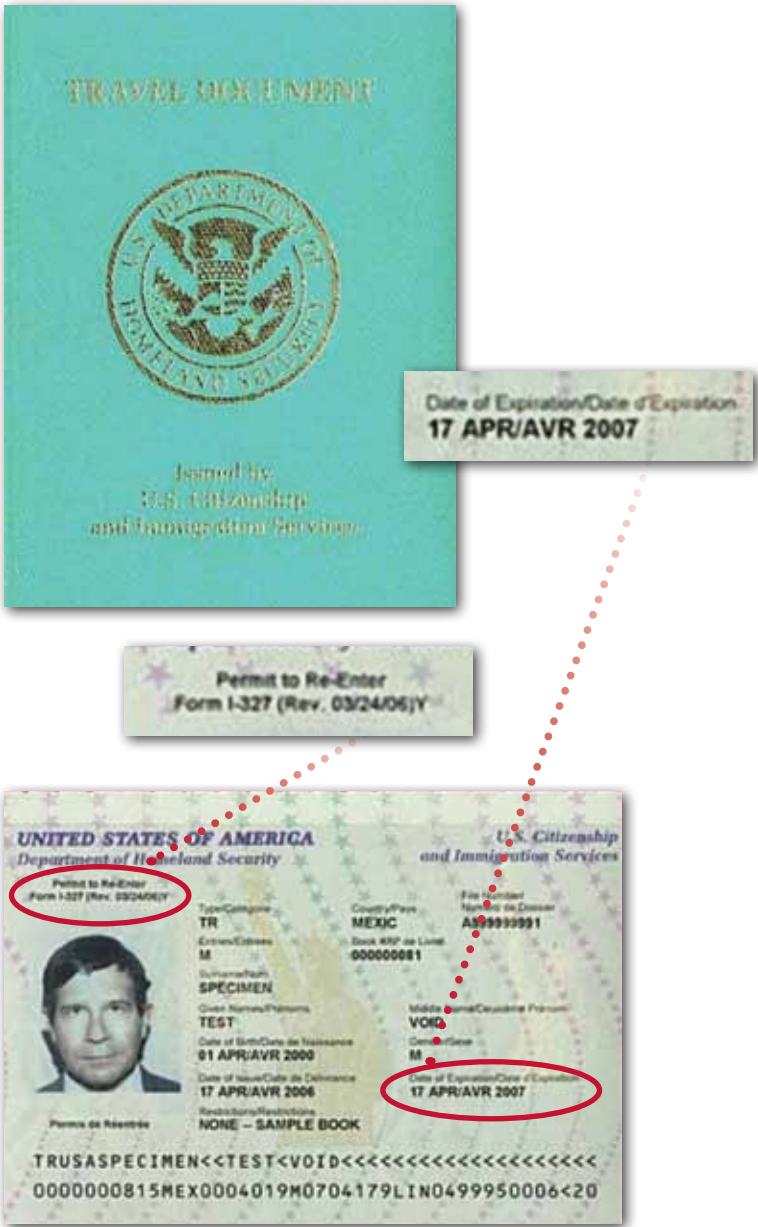 TRAVEL DOCUMENT
U.S. DEPARTMENT OF HOMELAND SECURITY
Issued by
U.S. Citizenship
and Immigration Services
Date of Expiration/Date d'Expiration
17 APR/AVR 2007
Permit to Re-Enter
Form I-327 (Rev. 03/24/06)Y
UNITED STATES OF AMERICA
Department of Homeland Security
U.S. Citizenship
and Immigration Services
Permit to Re-Enter
Form I-327 (Rev. 03/24/06)Y
Type/Catégorie
TR
Country/Pays
MEXIC
File Number/
Numéro de Dossier
A999999991
Entries/Entrées
M
Book #/Nº de Livret
000000081
Surname/Nom
SPECIMEN
Given Names/Prénoms
TEST
Middle Name/Deuxième Prénom
VOID
Date of Birth/Date de Naissance
01 APR/AVR 2000
Gender/Sexe
M
Date of Issue/Date de Délivrance
17 APR/AVR 2006
Date of Expiration/Date d'Expiration
17 APR/AVR 2007
Restrictions/Restrictions
NONE – SAMPLE BOOK
Permis de Réentrée
TRUSASPECIMEN<<TEST<VOID<<<<<<<<<<<<<<<<<<<<
0000000815MEX0004019M0704179LIN0499950006<20